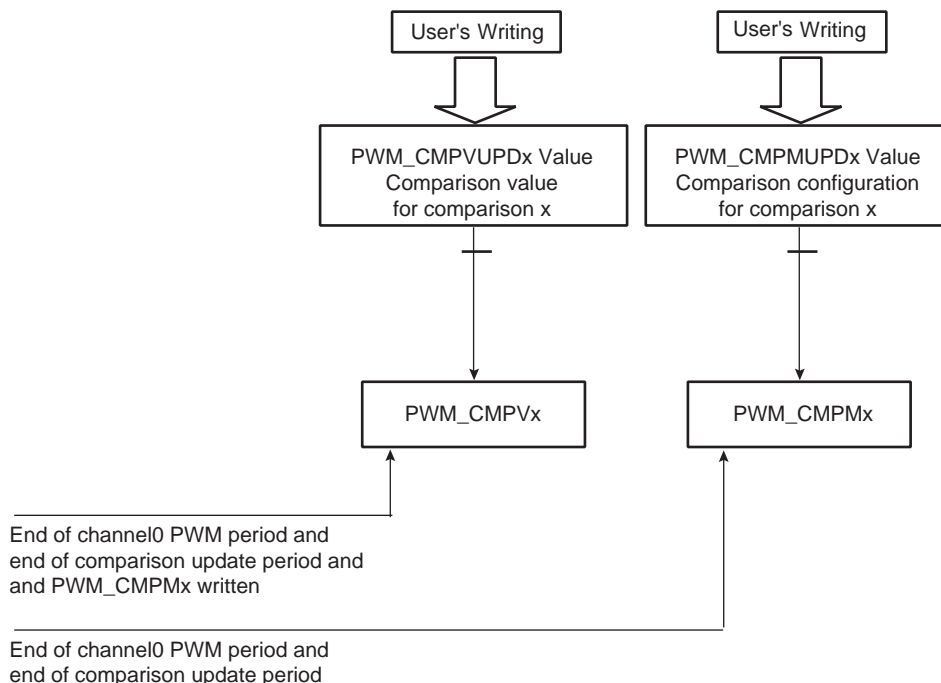 User's Writing
User's Writing
PWM_CMPVUPDx Value
Comparison value
for comparison x
PWM_CMPMUPDx Value
Comparison configuration
for comparison x
PWM_CMPVx
PWM_CMPMx
End of channel0 PWM period and
end of comparison update period and
and PWM_CMPMx written
End of channel0 PWM period and
end of comparison update period